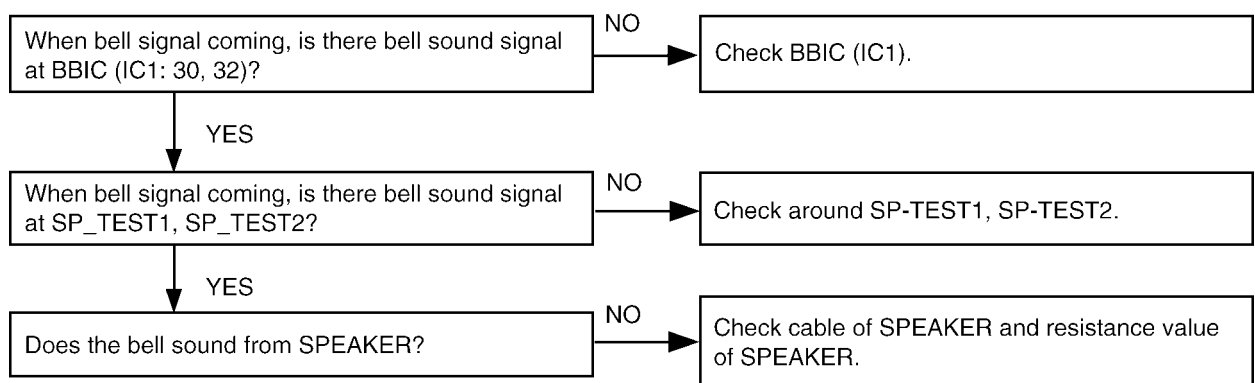 When bell signal coming, is there bell sound signal
at BBIC (IC1: 30, 32)?
NO
Check BBIC (IC1).
YES
When bell signal coming, is there bell sound signal
at SP_TEST1, SP_TEST2?
NO
Check around SP-TEST1, SP-TEST2.
YES
Does the bell sound from SPEAKER?
NO
Check cable of SPEAKER and resistance value
of SPEAKER.